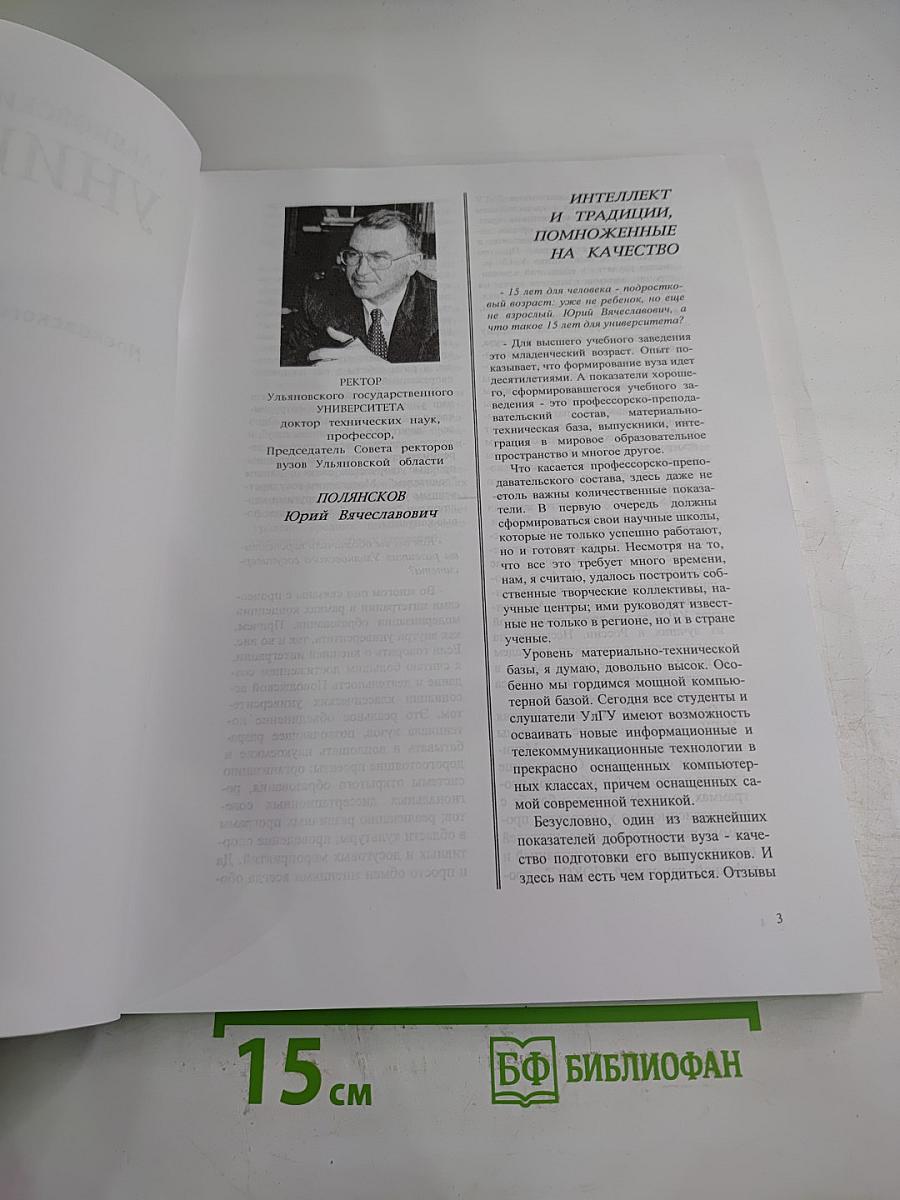 РЕКТОР
Ульяновского государственного
УНИВЕРСИТЕТА
доктор технических наук,
профессор,
Председатель Совета ректоров
вузов Ульяновской области
ПОЛЯНСКОВ
Юрий Вячеславович
ИНТЕЛЛЕКТ
И ТРАДИЦИИ,
ПОМНОЖЕННЫЕ
НА КАЧЕСТВО
- 15 лет для человека - подростко-
вый возраст: уже не ребенок, но еще
не взрослый. Юрий Вячеславович, а
что такое 15 лет для университета?
- Для высшего учебного заведения
это младенческий возраст. Опыт по-
казывает, что формирование вуза идет
десятилетиями. А показатели хороше-
го, сформировавшегося учебного за-
ведения - это профессорско-препода-
вательский состав, материально-
техническая база, выпускники, инте-
грация в мировое образовательное
пространство и многое другое.
Что касается профессорско-препо-
давательского состава, здесь даже не
столь важны количественные показа-
тели. В первую очередь должны
сформироваться свои научные школы,
которые не только успешно работают,
но и готовят кадры. Несмотря на то,
что все это требует много времени,
нам, я считаю, удалось построить соб-
ственные творческие коллективы, на-
учные центры; ими руководят извест-
ные не только в регионе, но и в стране
ученые.
Уровень материально-технической
базы, я думаю, довольно высок. Осо-
бенно мы гордимся мощной компью-
терной базой. Сегодня все студенты и
слушатели УлГУ имеют возможность
осваивать новые информационные и
телекоммуникационные технологии в
прекрасно оснащенных компьютер-
ных классах, причем оснащенных са-
мой современной техникой.
Безусловно, один из важнейших
показателей добротности вуза - каче-
ство подготовки его выпускников. И
здесь нам есть чем гордиться. Отзывы
3
15 см
БФ БИБЛИОФАН